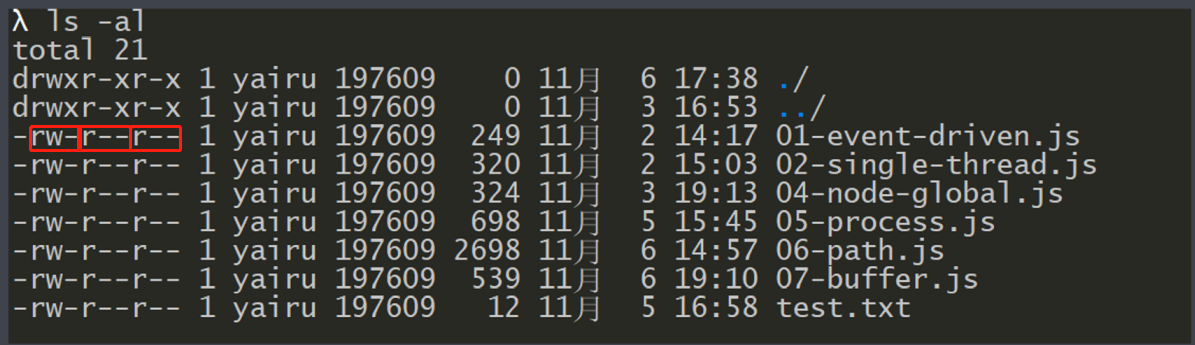 λ ls -al
total 21
drwxr-xr-x 1 yairu 197609    0 11月  6 17:38 ./
drwxr-xr-x 1 yairu 197609    0 11月  3 16:53 ../
-rw-r--r-- 1 yairu 197609  249 11月  2 14:17 01-event-driven.js
-rw-r--r-- 1 yairu 197609  320 11月  2 15:03 02-single-thread.js
-rw-r--r-- 1 yairu 197609  324 11月  3 19:13 04-node-global.js
-rw-r--r-- 1 yairu 197609  698 11月  5 15:45 05-process.js
-rw-r--r-- 1 yairu 197609 2698 11月  6 14:57 06-path.js
-rw-r--r-- 1 yairu 197609  539 11月  6 19:10 07-buffer.js
-rw-r--r-- 1 yairu 197609   12 11月  5 16:58 test.txt